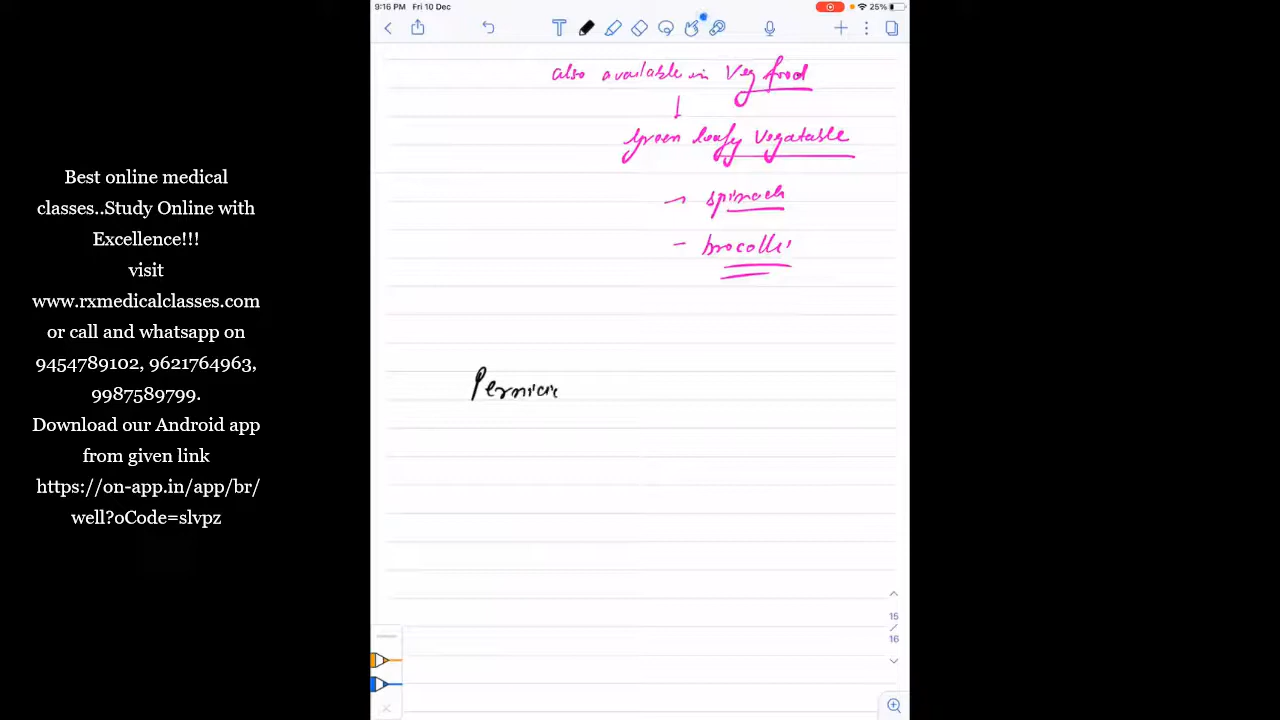 9:16 PM Fri 10 Dec
25%
also available in Veg food
Green leafy Vegatable
Best online medical
classes..Study Online with
Excellence!!!
visit
www.rxmedicalclasses.com
or call and whatsapp on
9454789102, 9621764963,
9987589799.
Download our Android app
from given link
https://on-app.in/app/br/
well?oCode=slvpz
spinach
- brocolli
Pernici
15
/
16